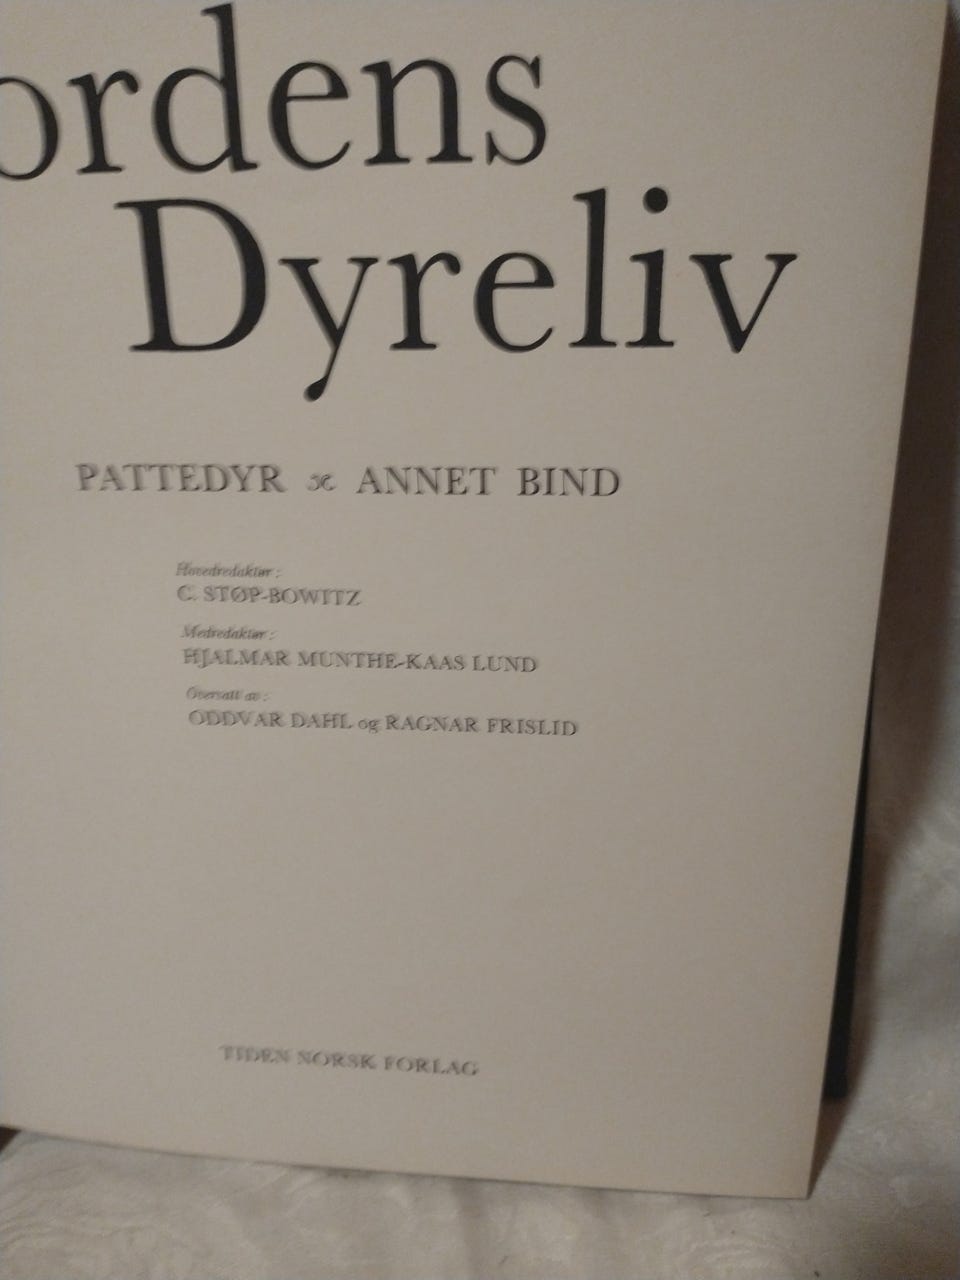 ordens
Dyreliv
PATTEDYR ANNET BIND
Hovedredaktør:
C. STØP-BOWITZ
Medredaktør:
HJALMAR MUNTHE-KAAS LUND
Oversatt av:
ODDVAR DAHL og RAGNAR FRISLID
TIDEN NORSK FORLAG